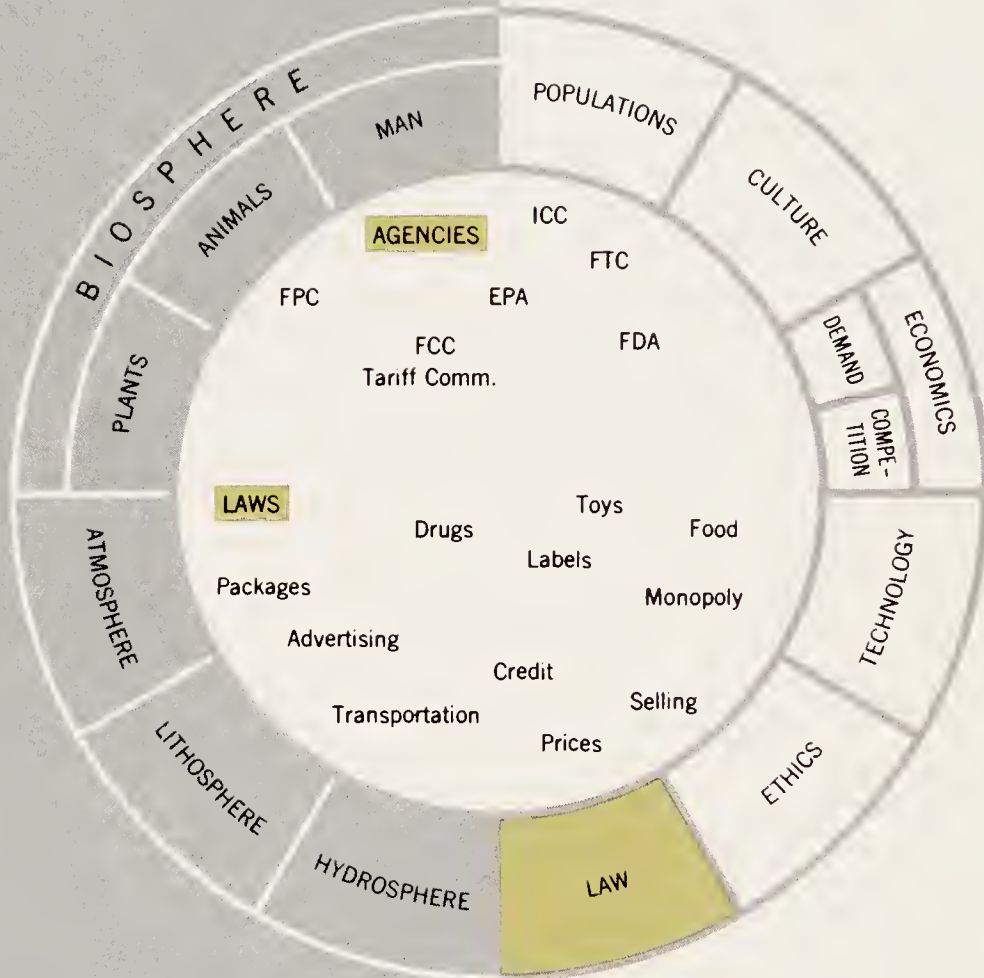 BIOSPHERE
MAN
ANIMALS
PLANTS
POPULATIONS
CULTURE
ECONOMICS
DEMAND
COMPE-
TITION
TECHNOLOGY
ETHICS
LAW
HYDROSPHERE
LITHOSPHERE
ATMOSPHERE
AGENCIES
ICC
FTC
FPC
EPA
FCC
FDA
Tariff Comm.
LAWS
Toys
Drugs
Food
Labels
Packages
Monopoly
Advertising
Credit
Selling
Transportation
Prices